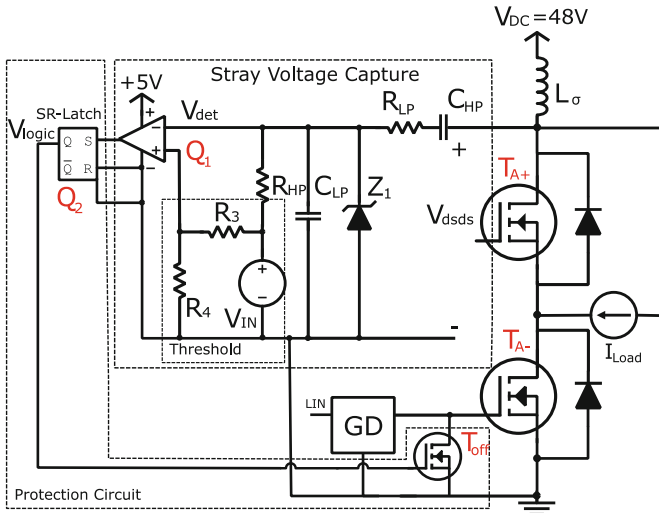 V_DC =48V
Stray Voltage Capture
+5V
SR-Latch
V_det
R_LP
C_HP
L_σ
V_logic
Q
S
Q̅
R
+
−
+
−
Q_1
+
T_A+
Q_2
R_HP
C_LP
Z_1
V_dsds
R_3
+
−
R_4
V_IN
Threshold
-
T_A-
I_Load
LIN
GD
T_off
Protection Circuit